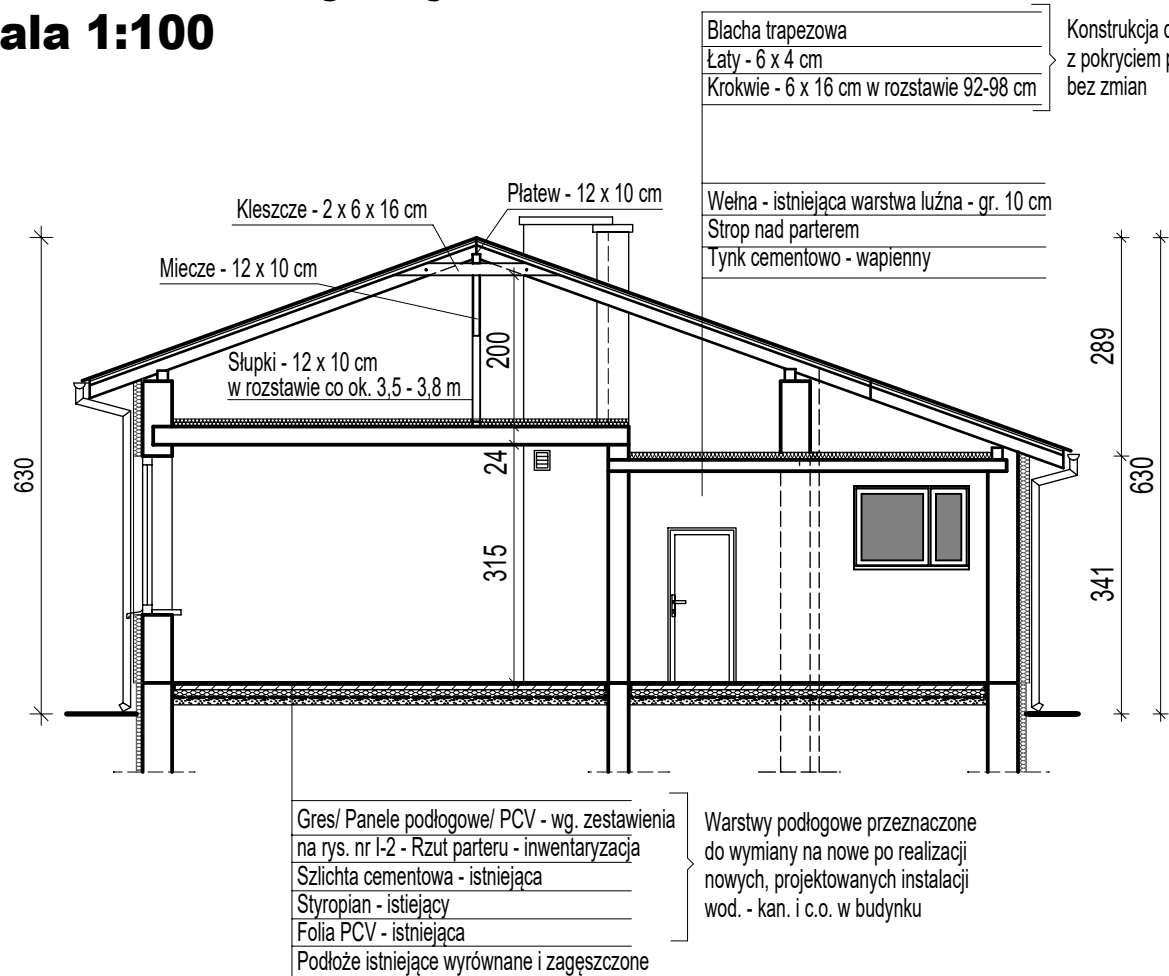 ala 1:100
Blacha trapezowa
Łaty - 6 x 4 cm
Krokwie - 6 x 16 cm w rozstawie 92-98 cm
Konstrukcja
z pokryciem
bez zmian
Wełna - istniejąca warstwa luźna - gr. 10 cm
Strop nad parterem
Tynk cementowo - wapienny
Płatew - 12 x 10 cm
Kleszcze - 2 x 6 x 16 cm
Miecze - 12 x 10 cm
Słupki - 12 x 10 cm
w rozstawie co ok. 3,5 - 3,8 m
200
24
315
630
289
341
630
Gres/ Panele podłogowe/ PCV - wg. zestawienia
na rys. nr I-2 - Rzut parteru - inwentaryzacja
Szlichta cementowa - istniejąca
Styropian - istiejący
Folia PCV - istniejąca
Podłoże istniejące wyrównane i zagęszczone
Warstwy podłogowe przeznaczone
do wymiany na nowe po realizacji
nowych, projektowanych instalacji
wod. - kan. i c.o. w budynku